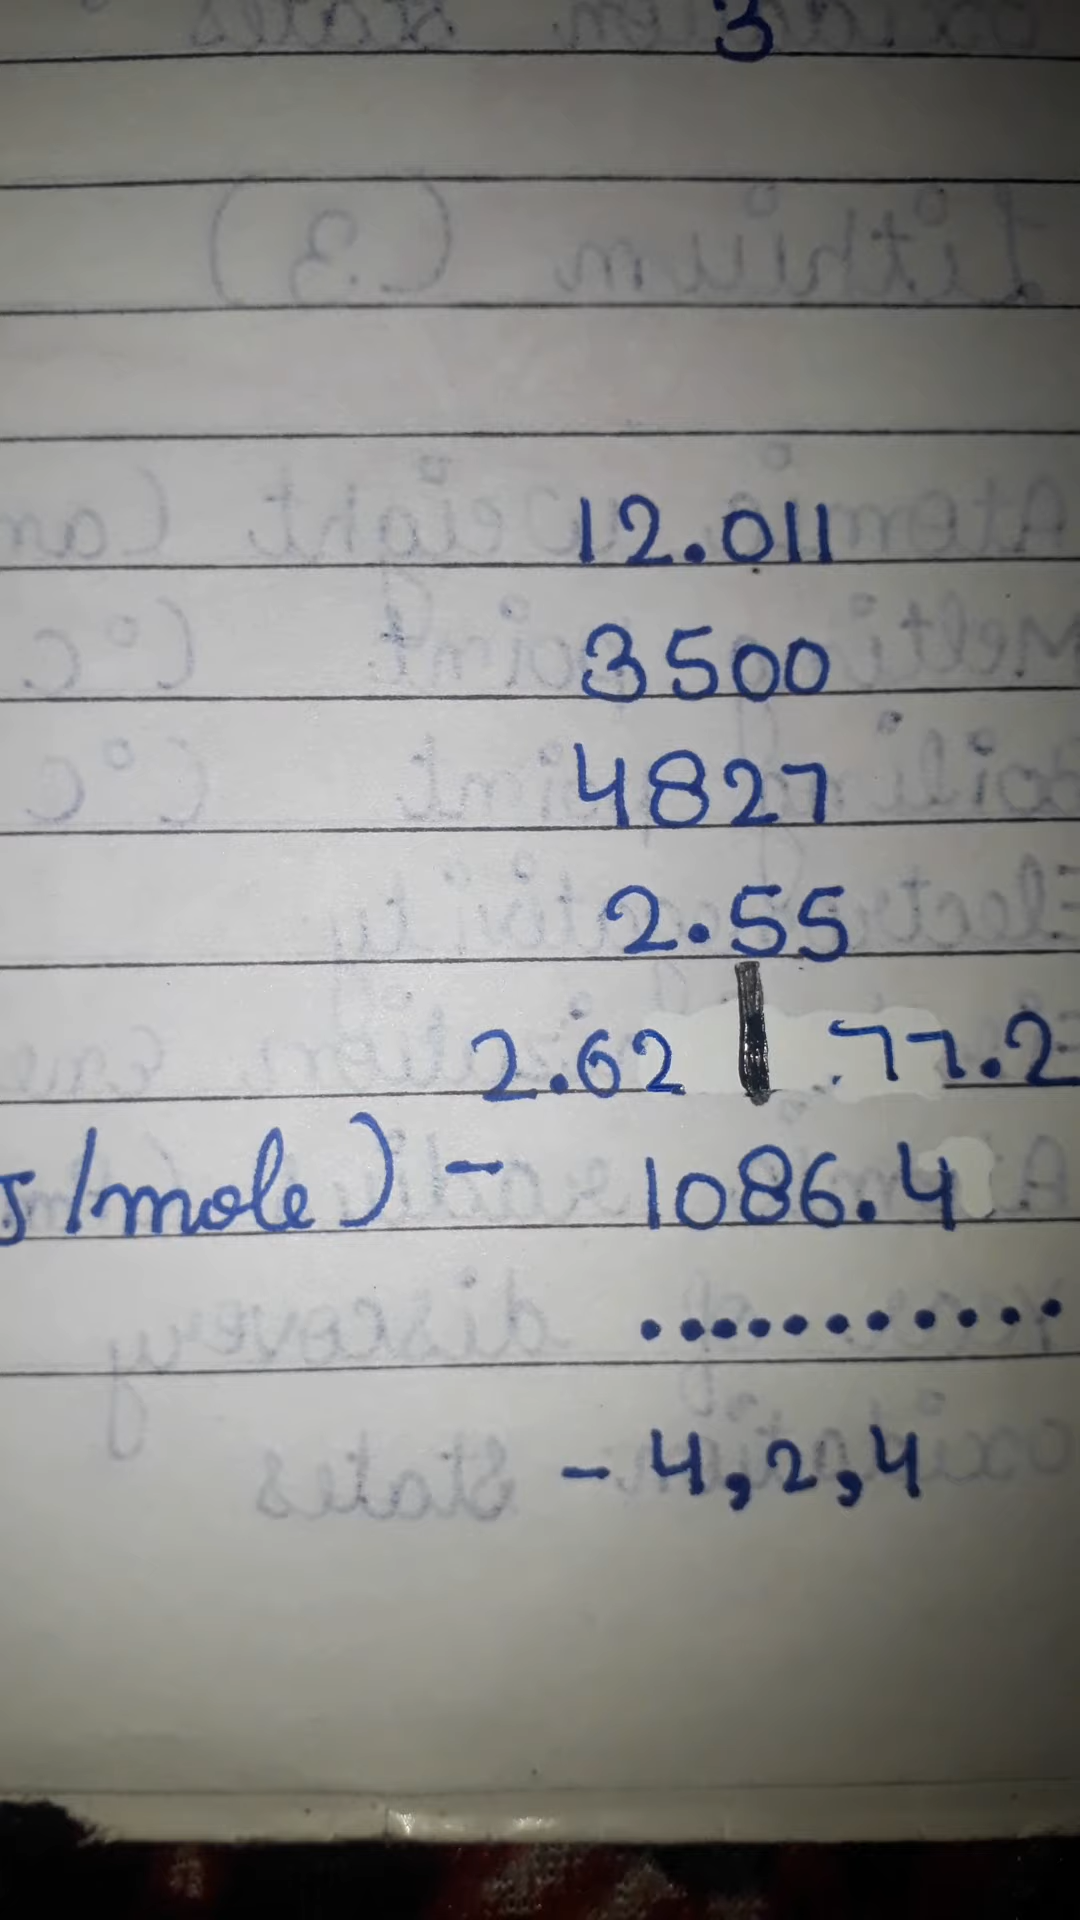 3
12.011
3500
4827
2.55
2.62 | 77.2
J/mole) - 1086.4
...........
- 4, 2, 4